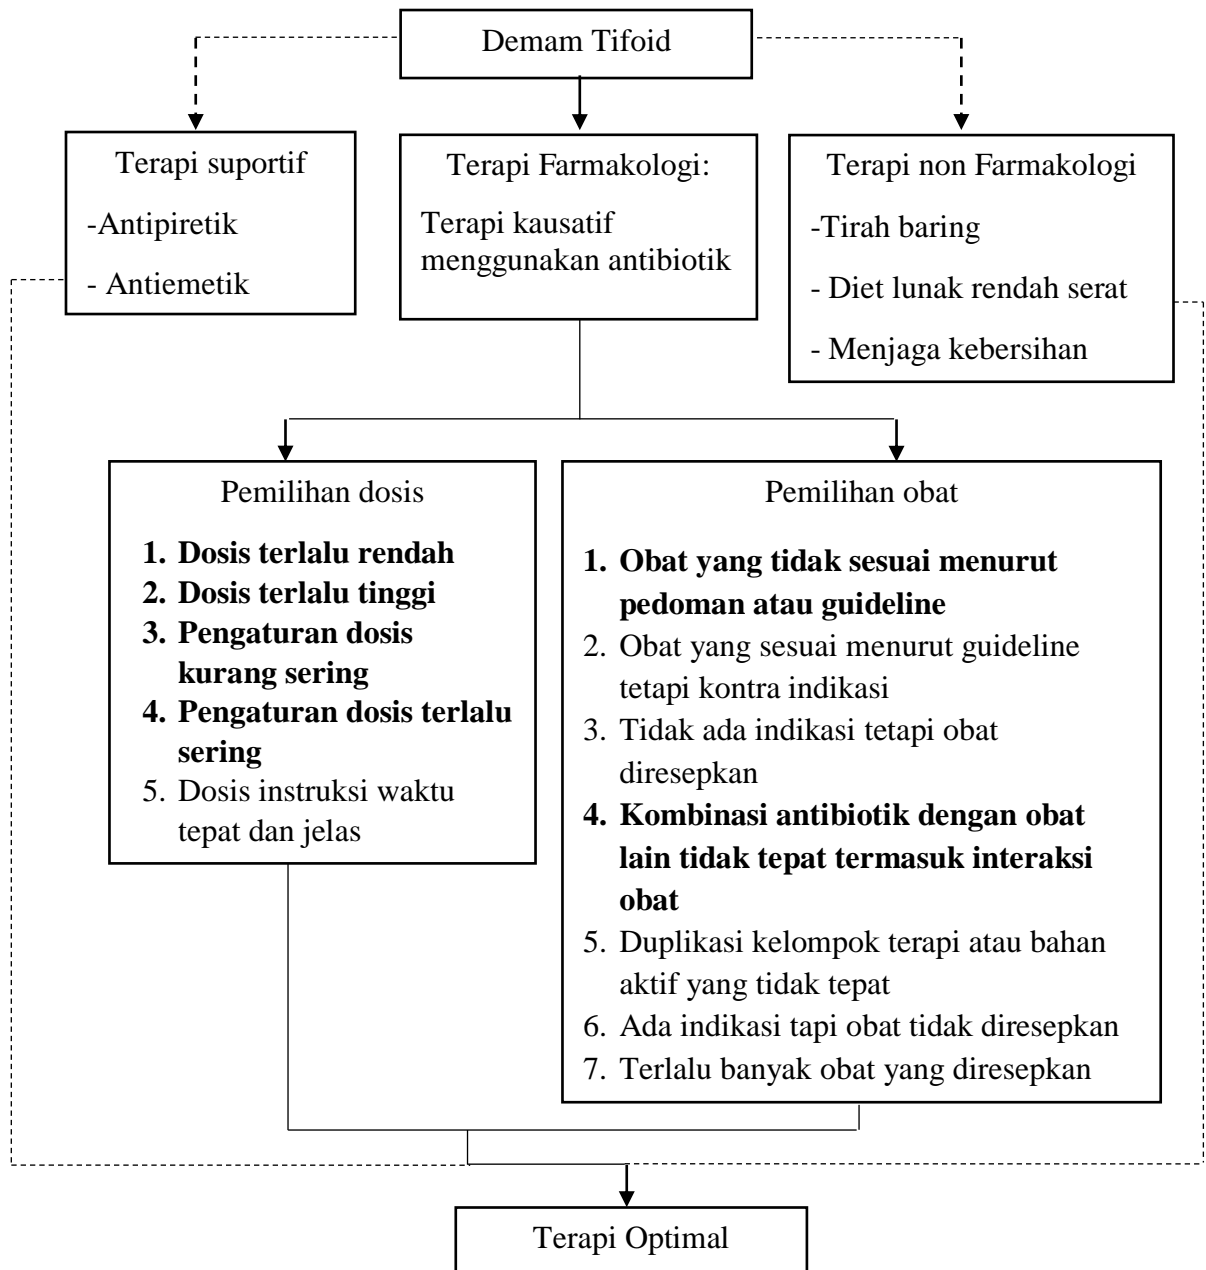 Demam Tifoid
Terapi suportif
-Antipiretik
- Antiemetik
Terapi Farmakologi:
Terapi kausatif
menggunakan antibiotik
Terapi non Farmakologi
-Tirah baring
- Diet lunak rendah serat
- Menjaga kebersihan
Pemilihan dosis
1. Dosis terlalu rendah
2. Dosis terlalu tinggi
3. Pengaturan dosis
kurang sering
4. Pengaturan dosis terlalu
sering
5. Dosis instruksi waktu
tepat dan jelas
Pemilihan obat
1. Obat yang tidak sesuai menurut
pedoman atau guideline
2. Obat yang sesuai menurut guideline
tetapi kontra indikasi
3. Tidak ada indikasi tetapi obat
diresepkan
4. Kombinasi antibiotik dengan obat
lain tidak tepat termasuk interaksi
obat
5. Duplikasi kelompok terapi atau bahan
aktif yang tidak tepat
6. Ada indikasi tapi obat tidak diresepkan
7. Terlalu banyak obat yang diresepkan
Terapi Optimal